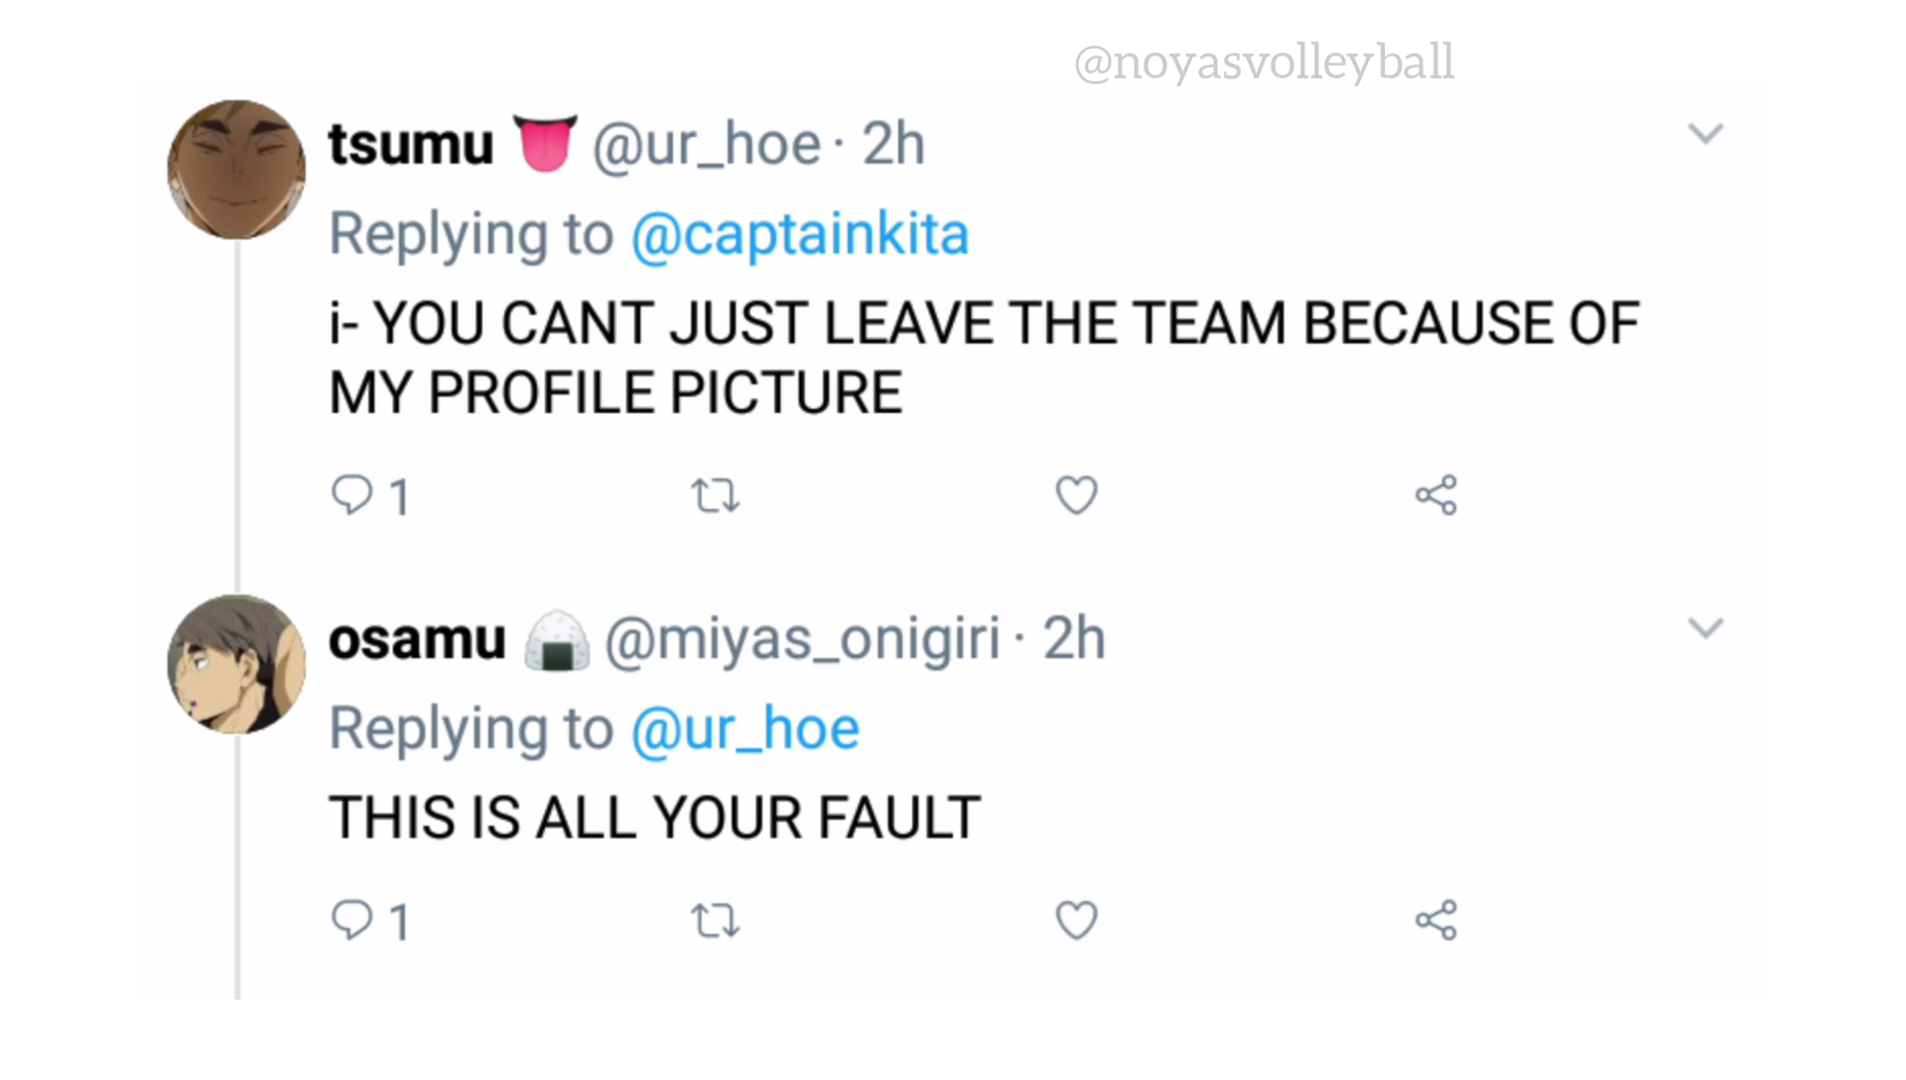 @noyasvolleyball
tsumu 👅 @ur_hoe · 2h
Replying to @captainkita
i- YOU CANT JUST LEAVE THE TEAM BECAUSE OF
MY PROFILE PICTURE
1
osamu 🍙 @miyas_onigiri · 2h
Replying to @ur_hoe
THIS IS ALL YOUR FAULT
1